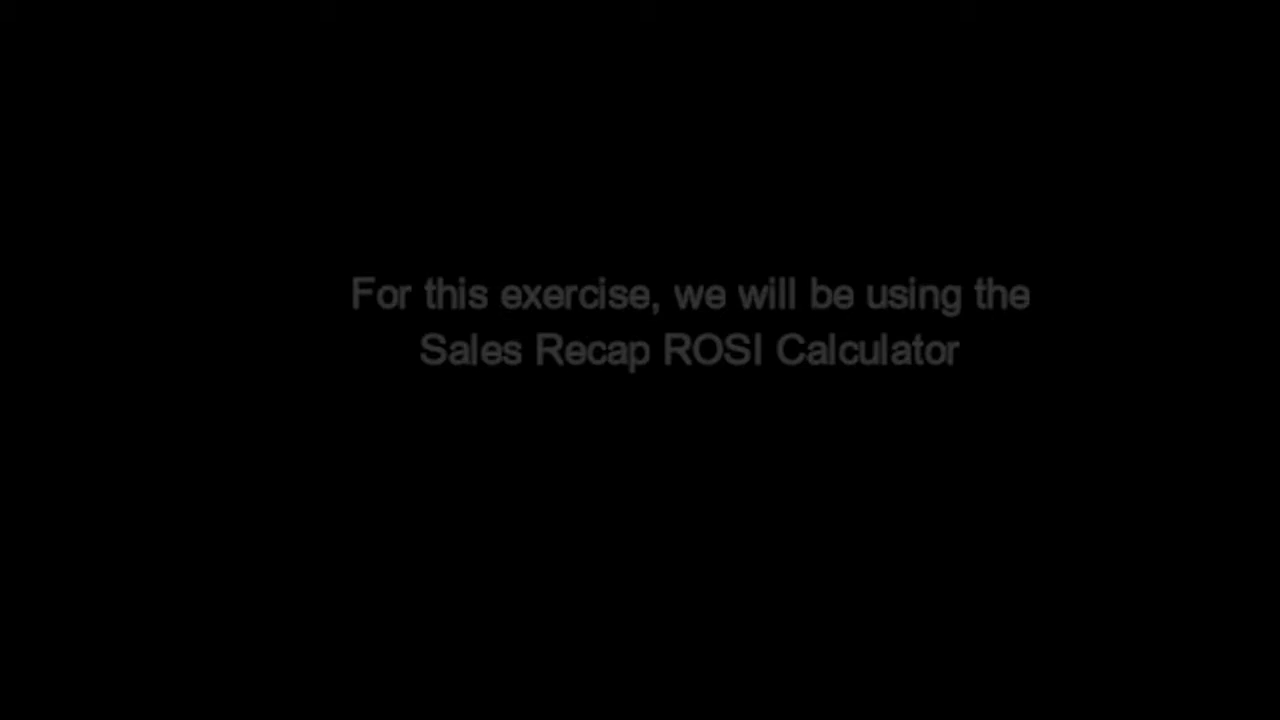 For this exercise, we will be using the
Sales Recap ROSI Calculator